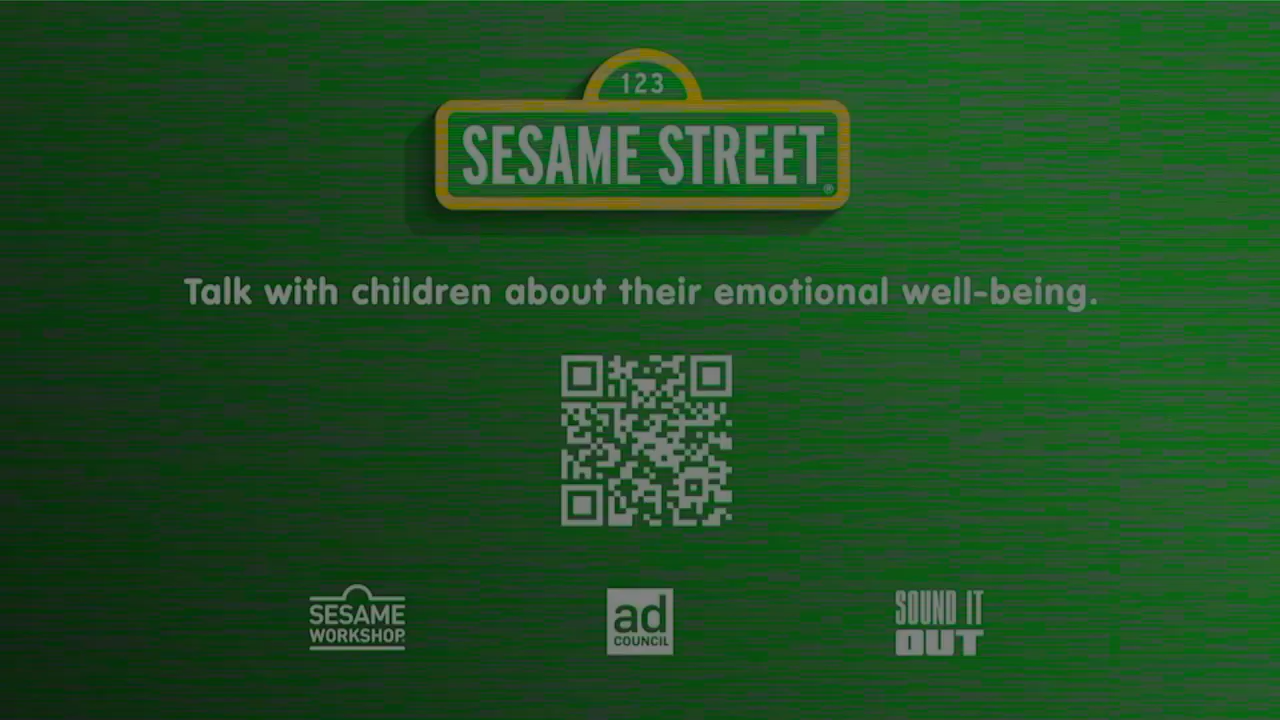 123
SESAME STREET®
Talk with children about their emotional well-being.
SESAME
WORKSHOP
ad
COUNCIL
SOUND IT
OUT